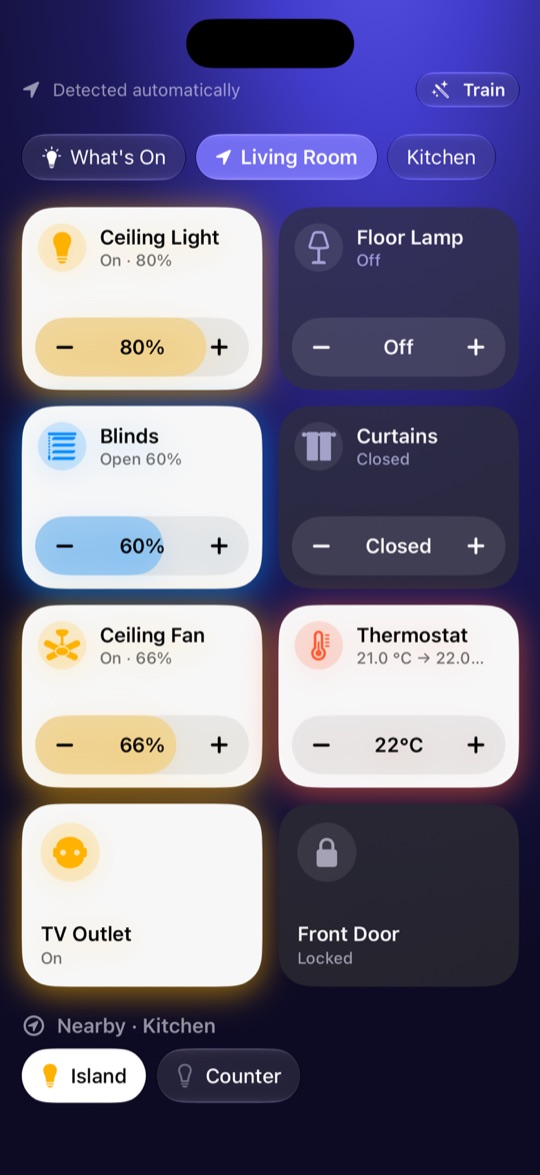 Detected automatically
Train
What's On
Living Room
Kitchen
Ceiling Light
On · 80%
− 80% +
Floor Lamp
Off
− Off +
Blinds
Open 60%
− 60% +
Curtains
Closed
− Closed +
Ceiling Fan
On · 66%
− 66% +
Thermostat
21.0 °C → 22.0...
− 22°C +
TV Outlet
On
Front Door
Locked
Nearby · Kitchen
Island
Counter